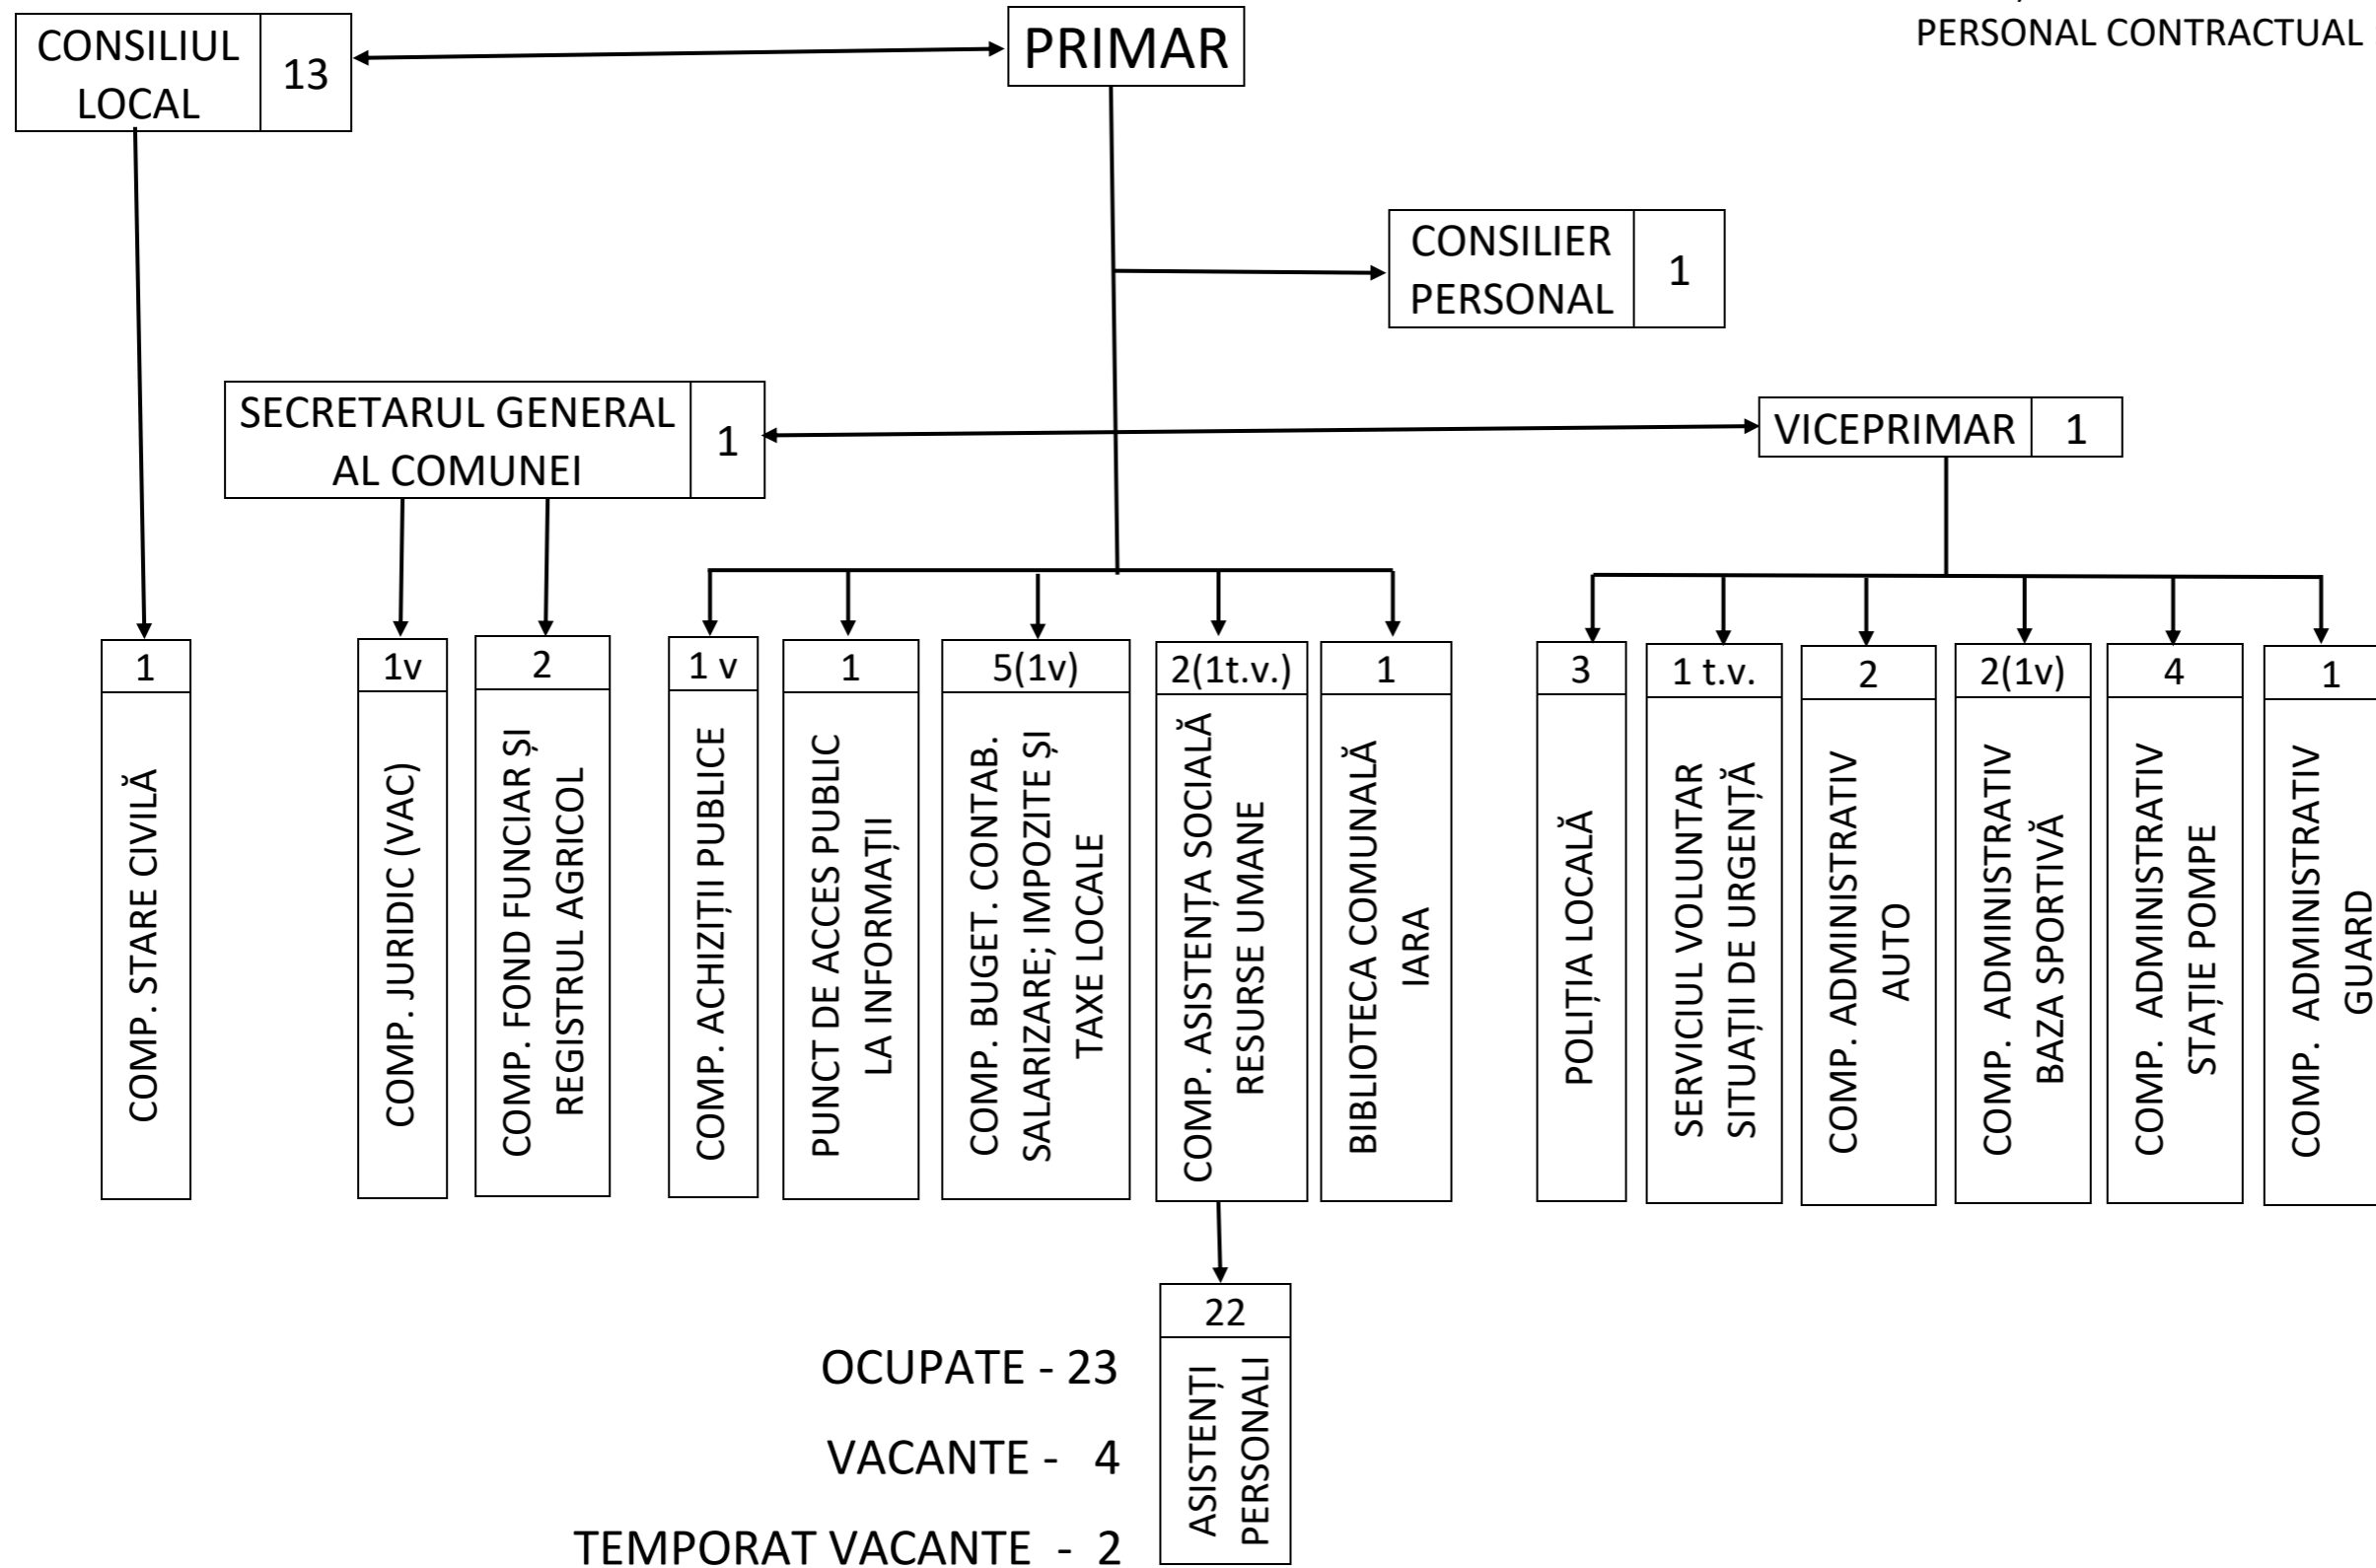 PERSONAL CONTRACTUAL
CONSILIUL
LOCAL
13
PRIMAR
CONSILIER
PERSONAL
1
SECRETARUL GENERAL
AL COMUNEI
1
VICEPRIMAR
1
1
COMP. STARE CIVILĂ
1v
COMP. JURIDIC (VAC)
2
COMP. FOND FUNCIAR ȘI
REGISTRUL AGRICOL
1 v
COMP. ACHIZIȚII PUBLICE
1
PUNCT DE ACCES PUBLIC
LA INFORMAȚII
5(1v)
COMP. BUGET. CONTAB.
SALARIZARE; IMPOZITE ȘI
TAXE LOCALE
2(1t.v.)
COMP. ASISTENȚA SOCIALĂ
RESURSE UMANE
1
BIBLIOTECA COMUNALĂ
IARA
3
POLIȚIA LOCALĂ
1 t.v.
SERVICIUL VOLUNTAR
SITUAȚII DE URGENȚĂ
2
COMP. ADMINISTRATIV
AUTO
2(1v)
COMP. ADMINISTRATIV
BAZA SPORTIVĂ
4
COMP. ADMINISTRATIV
STAȚIE POMPE
1
COMP. ADMINISTRATIV
GUARD
22
ASISTENȚI
PERSONALI
OCUPATE - 23
VACANTE - 4
TEMPORAT VACANTE - 2